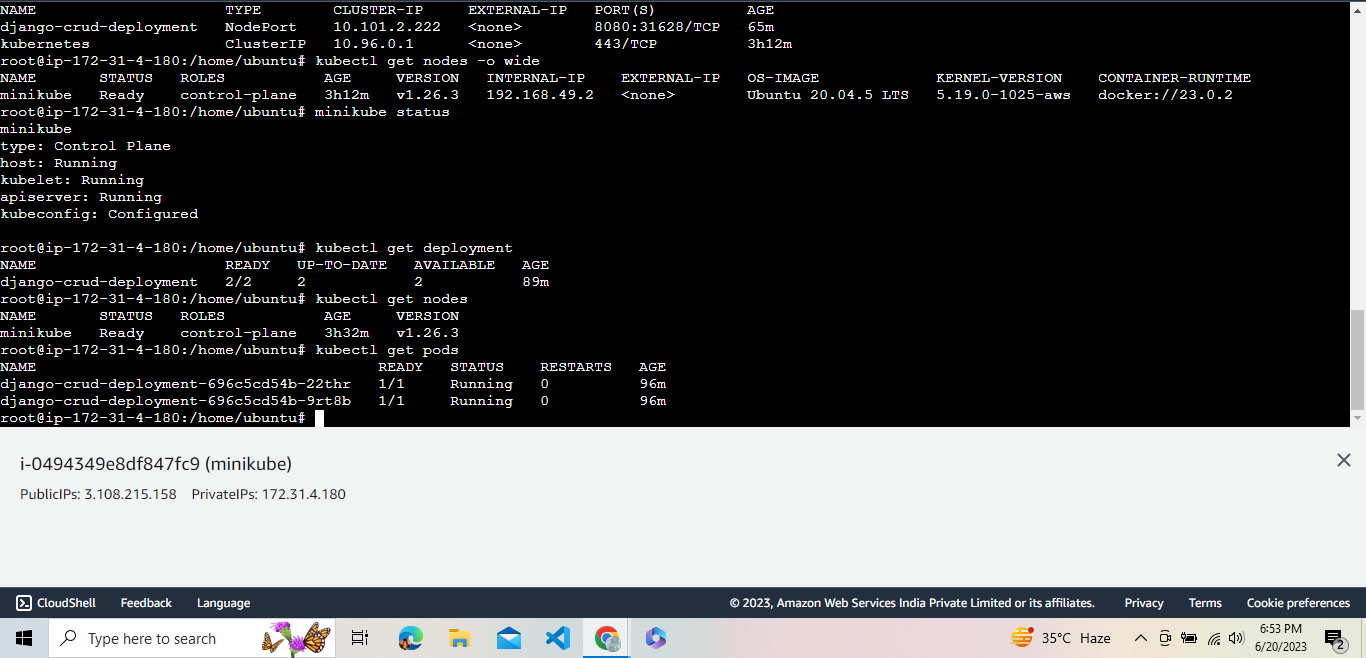 NAME TYPE CLUSTER-IP EXTERNAL-IP PORT(S) AGE
django-crud-deployment NodePort 10.101.2.222 <none> 8080:31628/TCP 65m
kubernetes ClusterIP 10.96.0.1 <none> 443/TCP 3h12m
root@ip-172-31-4-180:/home/ubuntu# kubectl get nodes -o wide
NAME STATUS ROLES AGE VERSION INTERNAL-IP EXTERNAL-IP OS-IMAGE KERNEL-VERSION CONTAINER-RUNTIME
minikube Ready control-plane 3h12m v1.26.3 192.168.49.2 <none> Ubuntu 20.04.5 LTS 5.19.0-1025-aws docker://23.0.2
root@ip-172-31-4-180:/home/ubuntu# minikube status
minikube
type: Control Plane
host: Running
kubelet: Running
apiserver: Running
kubeconfig: Configured
root@ip-172-31-4-180:/home/ubuntu# kubectl get deployment
NAME READY UP-TO-DATE AVAILABLE AGE
django-crud-deployment 2/2 2 2 89m
root@ip-172-31-4-180:/home/ubuntu# kubectl get nodes
NAME STATUS ROLES AGE VERSION
minikube Ready control-plane 3h32m v1.26.3
root@ip-172-31-4-180:/home/ubuntu# kubectl get pods
NAME READY STATUS RESTARTS AGE
django-crud-deployment-696c5cd54b-22thr 1/1 Running 0 96m
django-crud-deployment-696c5cd54b-9rt8b 1/1 Running 0 96m
root@ip-172-31-4-180:/home/ubuntu#
i-0494349e8df847fc9 (minikube)
PublicIPs: 3.108.215.158 PrivateIPs: 172.31.4.180
CloudShell Feedback Language © 2023, Amazon Web Services India Private Limited or its affiliates. Privacy Terms Cookie preferences
Type here to search 35°C Haze 6:53 PM
6/20/2023 2